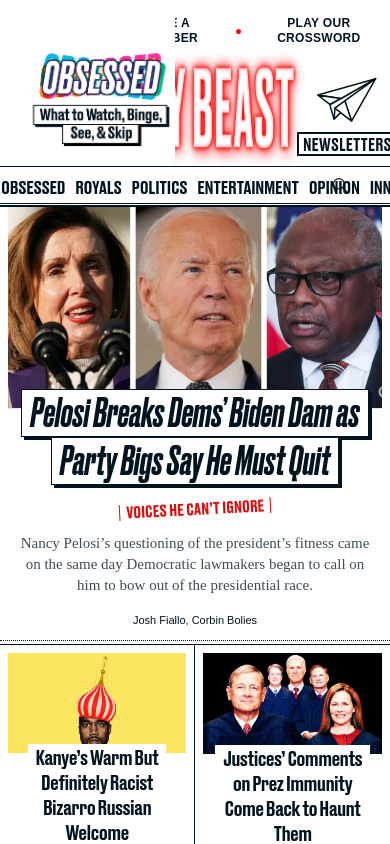 E A
BER
PLAY OUR
CROSSWORD
OBSESSED
What to Watch, Binge,
See, & Skip
Y BEAST
NEWSLETTERS
OBSESSED ROYALS POLITICS ENTERTAINMENT OPINION INN
Pelosi Breaks Dems’ Biden Dam as
Party Bigs Say He Must Quit
VOICES HE CAN’T IGNORE
Nancy Pelosi’s questioning of the president’s fitness came
on the same day Democratic lawmakers began to call on
him to bow out of the presidential race.
Josh Fiallo, Corbin Bolies
Kanye’s Warm But
Definitely Racist
Bizarro Russian
Welcome
Justices’ Comments
on Prez Immunity
Come Back to Haunt
Them